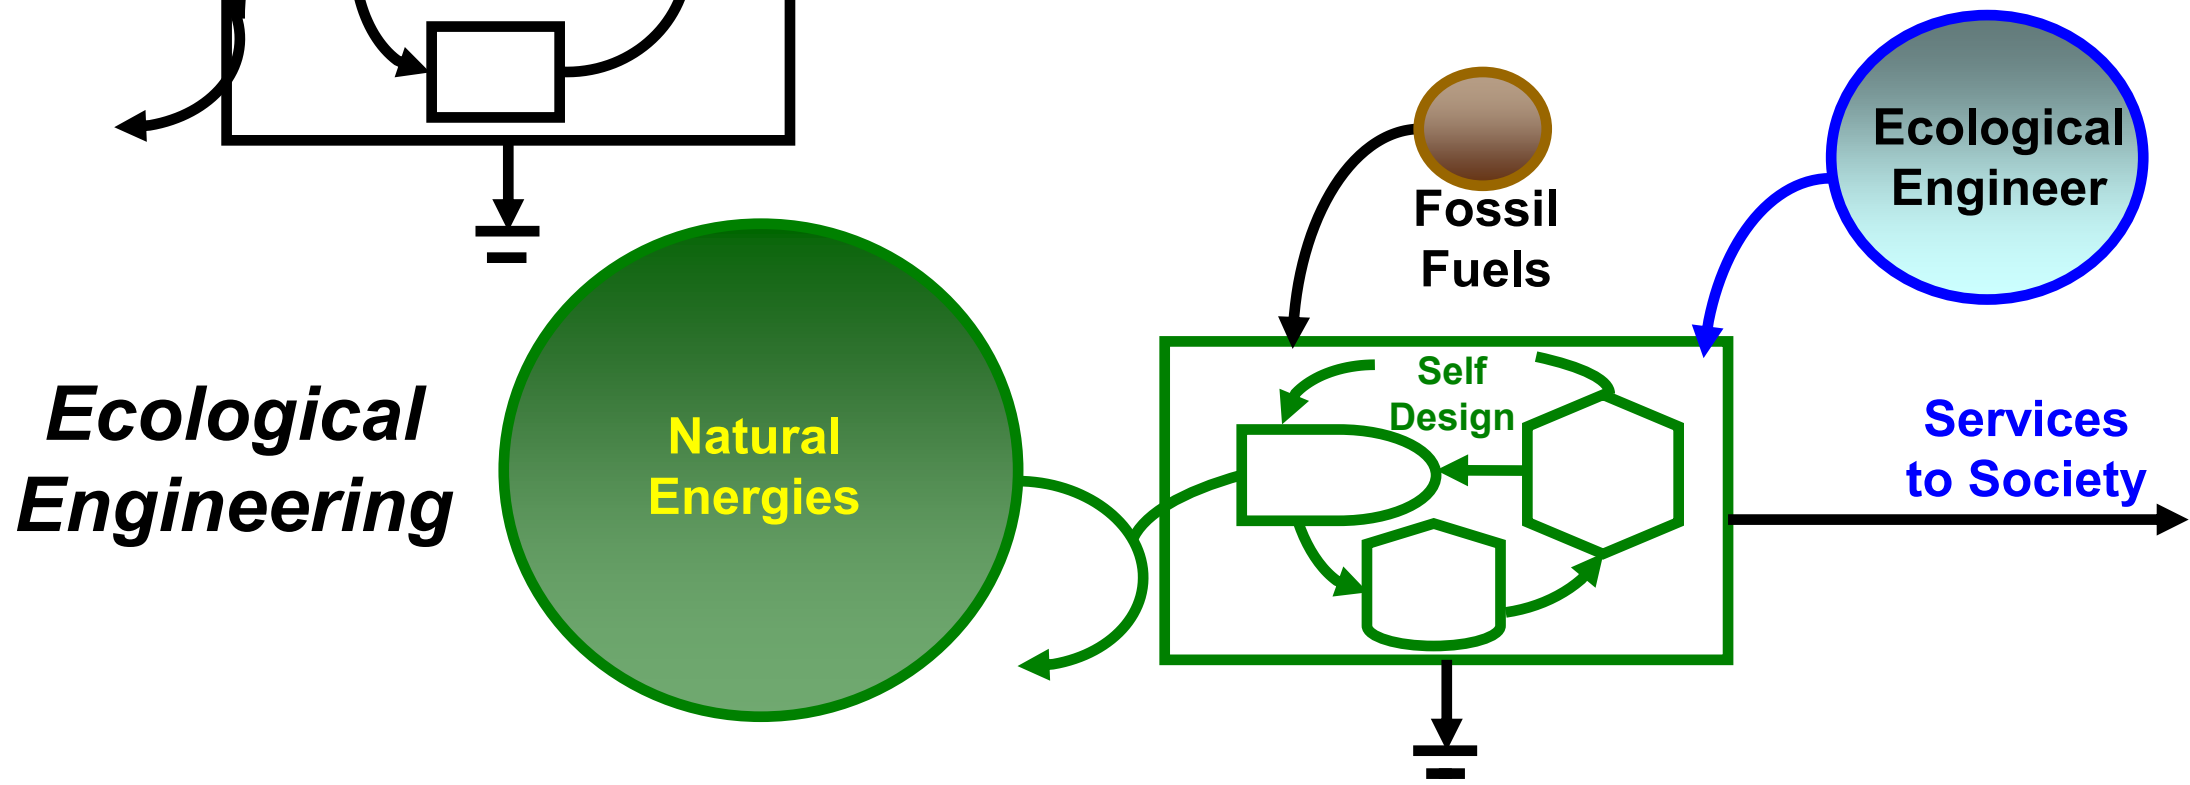 Ecological
Engineer
Fossil
Fuels
Self
Design
Ecological
Engineering
Natural
Energies
Services
to Society